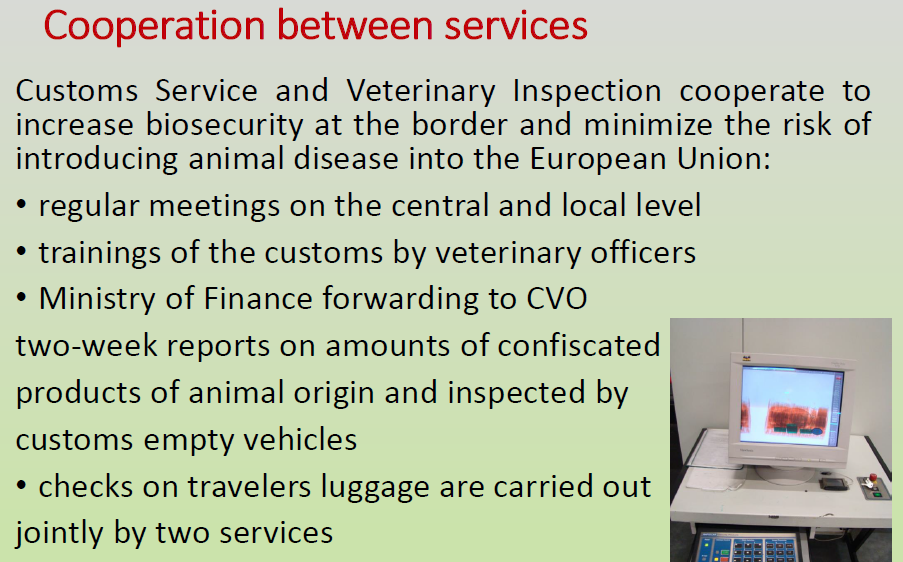 Cooperation between services
Customs Service and Veterinary Inspection cooperate to
increase biosecurity at the border and minimize the risk of
introducing animal disease into the European Union:
• regular meetings on the central and local level
• trainings of the customs by veterinary officers
• Ministry of Finance forwarding to CVO
two-week reports on amounts of confiscated
products of animal origin and inspected by
customs empty vehicles
• checks on travelers luggage are carried out
jointly by two services